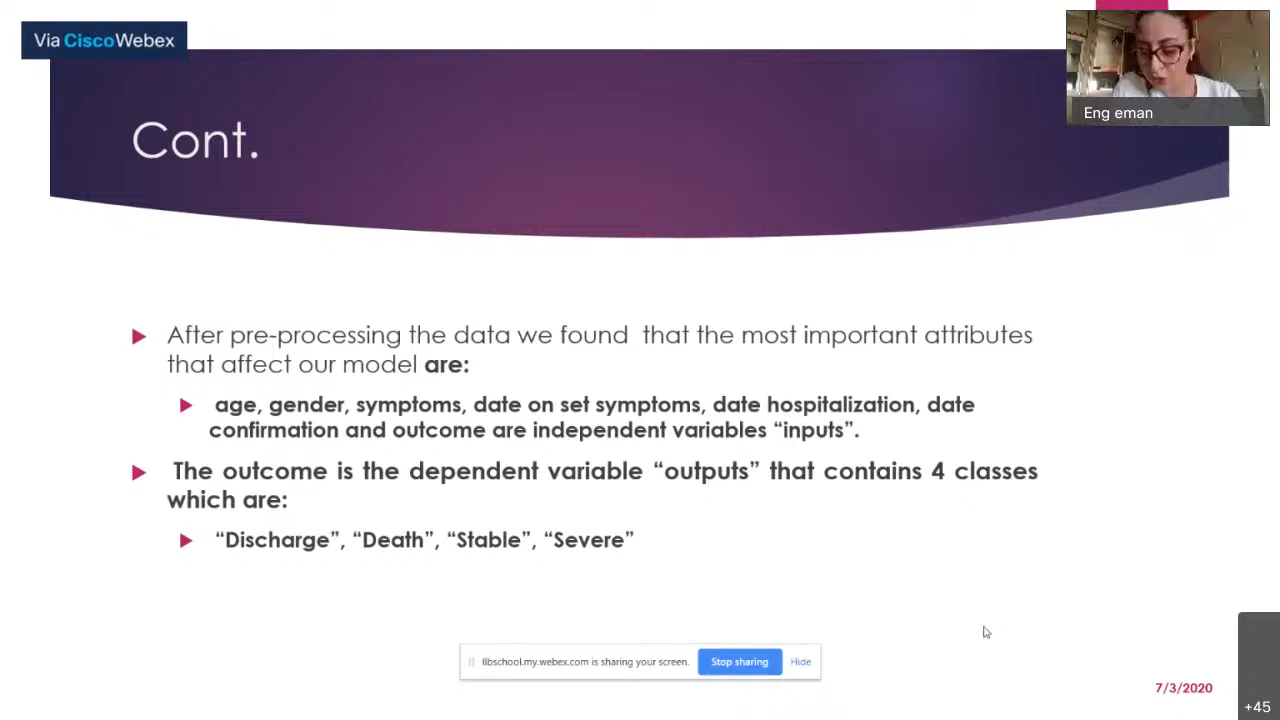 Via CiscoWebex
Eng eman
Cont.
After pre-processing the data we found that the most important attributes
that affect our model are:
age, gender, symptoms, date on set symptoms, date hospitalization, date
confirmation and outcome are independent variables “inputs”.
The outcome is the dependent variable “outputs” that contains 4 classes
which are:
“Discharge”, “Death”, “Stable”, “Severe”
llbschool.my.webex.com is sharing your screen. Stop sharing Hide
7/3/2020
+45